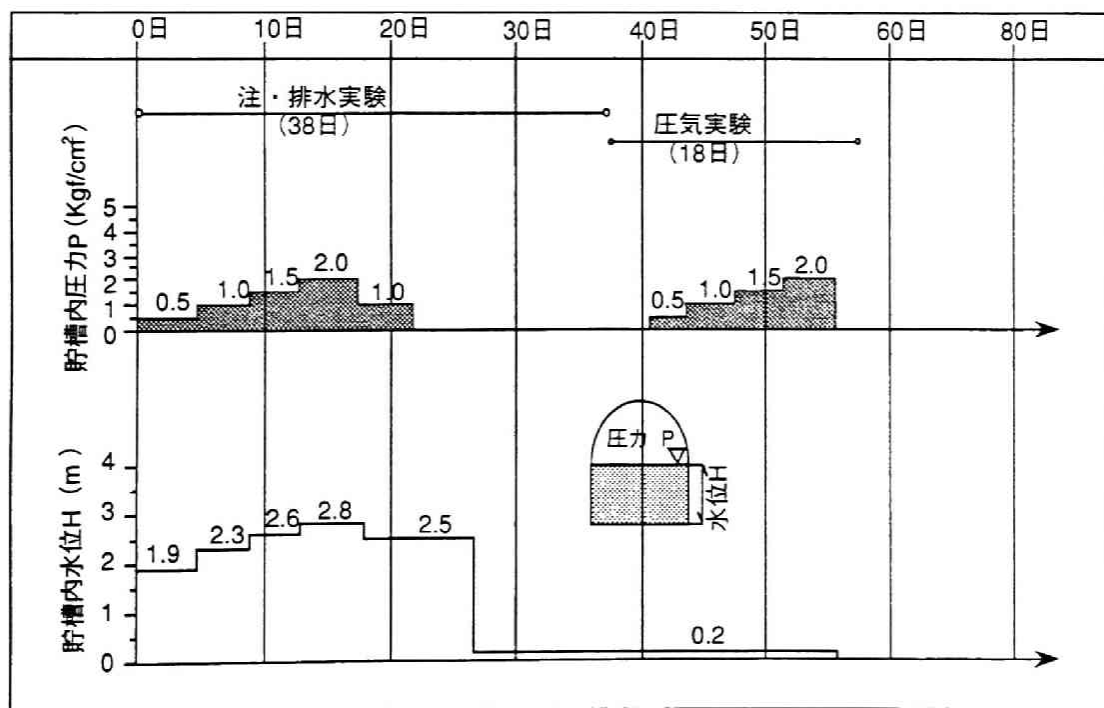 0日 10日 20日 30日 40日 50日 60日 80日
注・排水実験
(38日)
圧気実験
(18日)
貯槽内圧力P (Kgf/cm²)
5
4
3
2
1
0
0.5 1.0 1.5 2.0 1.0
0.5 1.0 1.5 2.0
圧力 P
水位H
貯槽内水位H (m)
4
3
2
1
0
1.9 2.3 2.6 2.8 2.5
0.2